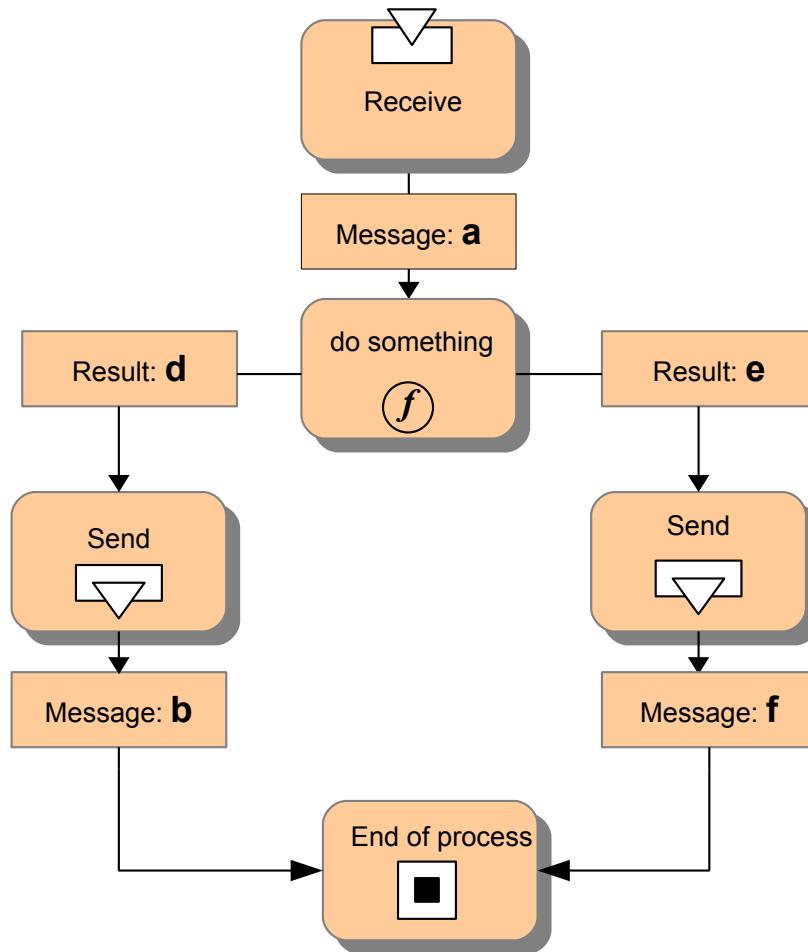 Receive
Message: a
do something
f
Result: d
Result: e
Send
Send
Message: b
Message: f
End of process